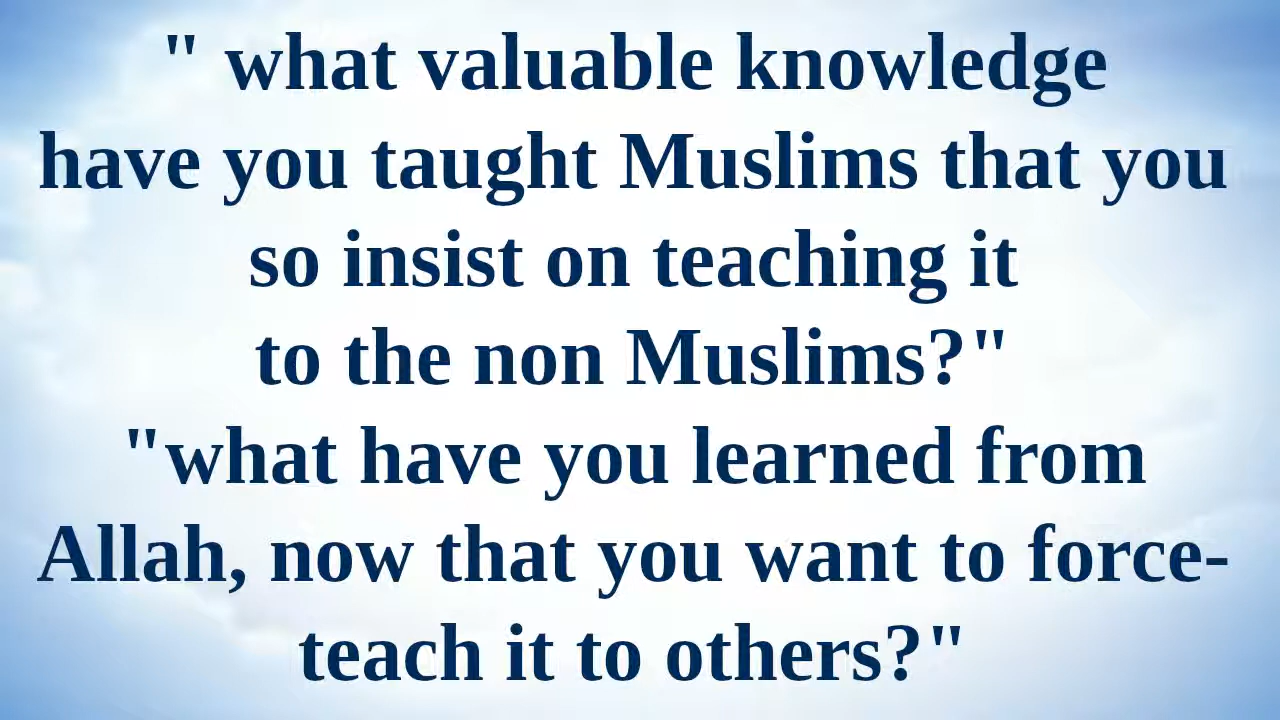 " what valuable knowledge
have you taught Muslims that you
so insist on teaching it
to the non Muslims?"
"what have you learned from
Allah, now that you want to force-
teach it to others?"